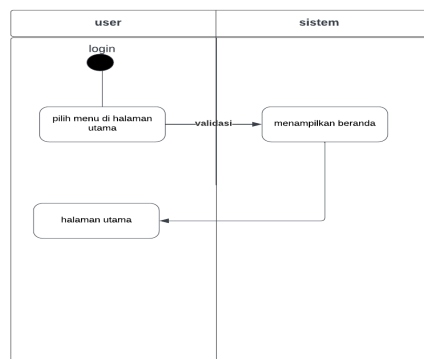 user
sistem
login
pilih menu di halaman
utama
validasi
menampilkan beranda
halaman utama